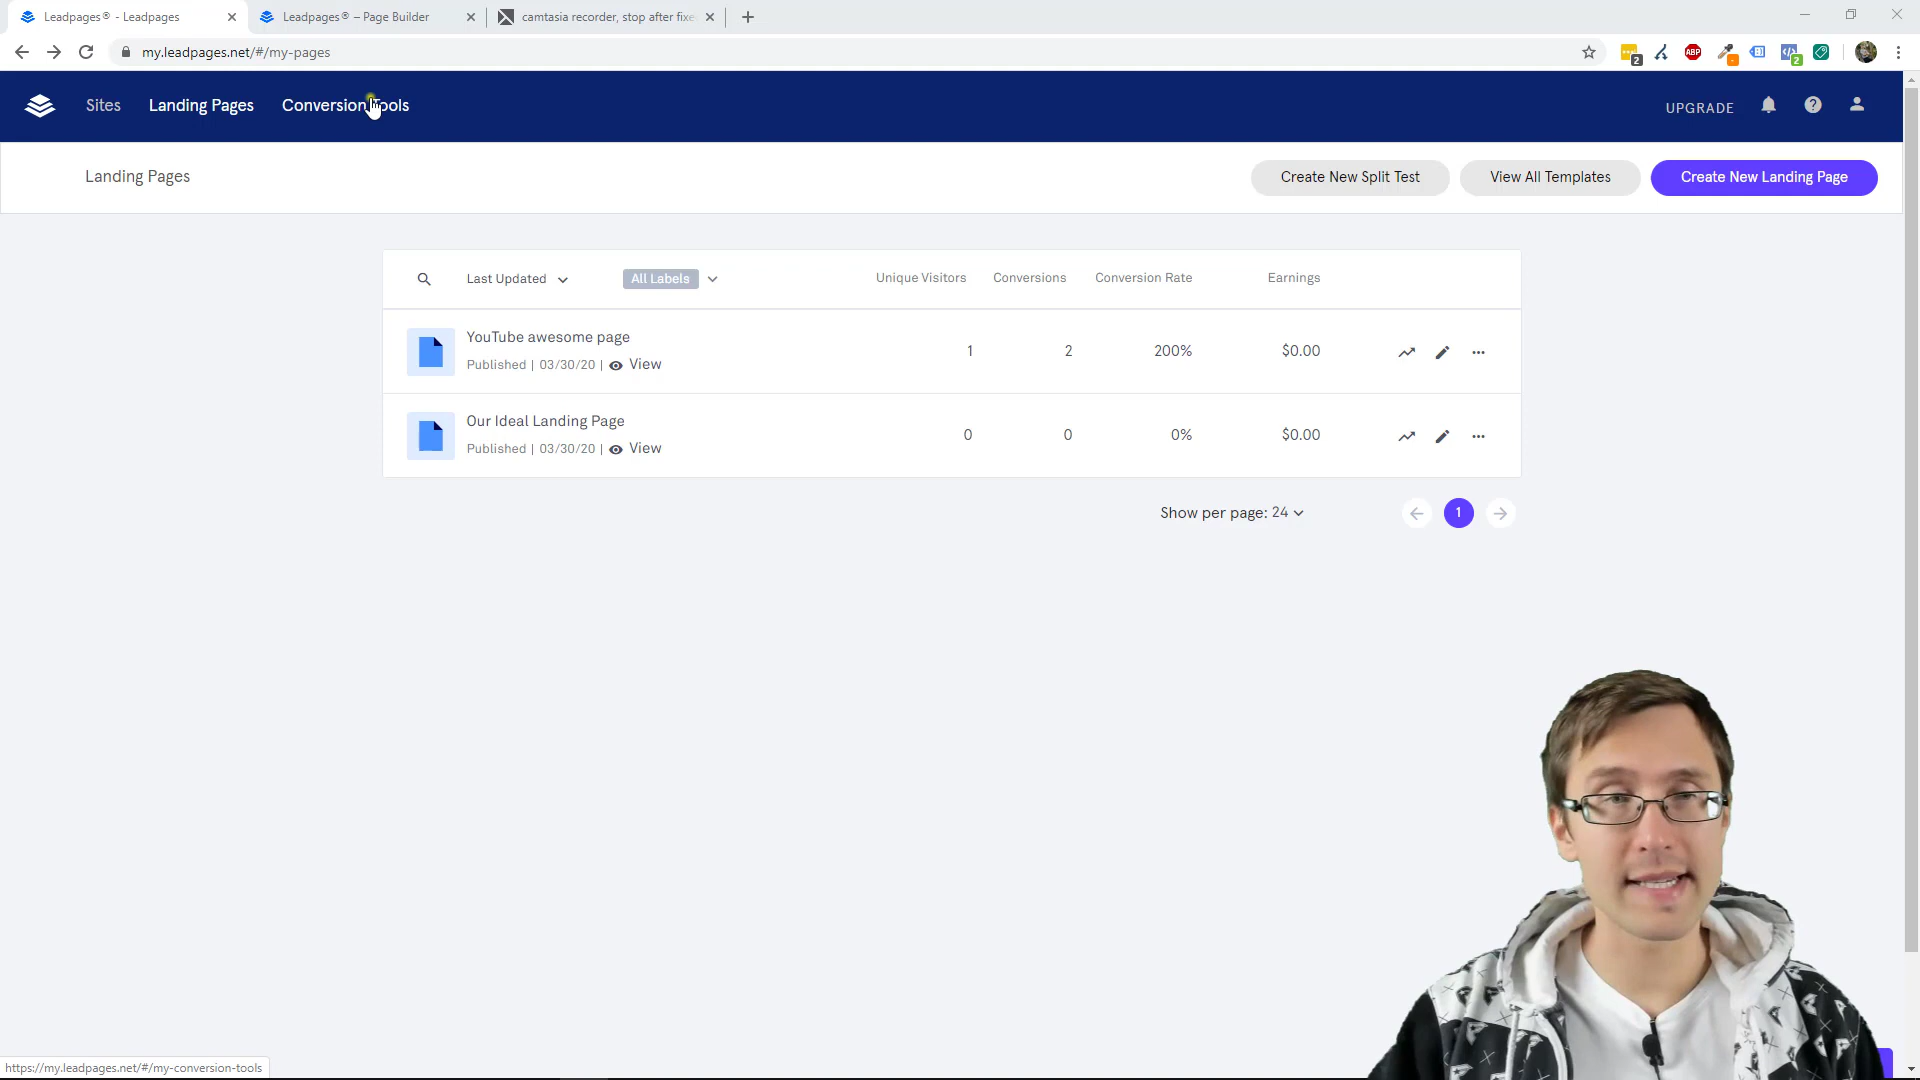 Leadpages® - Leadpages
Leadpages® – Page Builder
camtasia recorder, stop after fixe
my.leadpages.net/#/my-pages
2
ABP
2
Sites
Landing Pages
Conversion Tools
UPGRADE
Landing Pages
Create New Split Test
View All Templates
Create New Landing Page
Last Updated
All Labels
Unique Visitors
Conversions
Conversion Rate
Earnings
YouTube awesome page
1
2
200%
$0.00
Published | 03/30/20 | View
Our Ideal Landing Page
0
0
0%
$0.00
Published | 03/30/20 | View
Show per page: 24
1
https://my.leadpages.net/#/my-conversion-tools